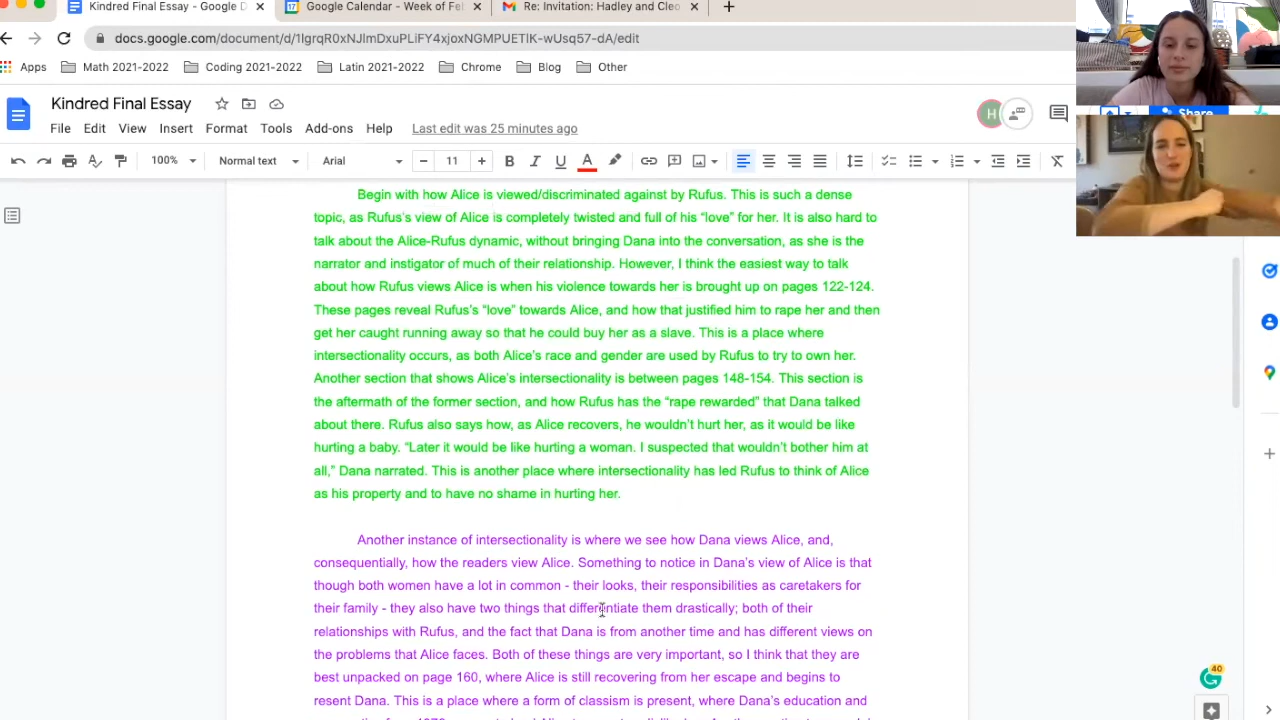 Kindred Final Essay - Google D
Google Calendar - Week of Fel
Re: Invitation: Hadley and Cleo
docs.google.com/document/d/1IgrqR0xNJlmDxuPLiFY4xjoxNGMPUETlK-wUsq57-dA/edit
Apps Math 2021-2022 Coding 2021-2022 Latin 2021-2022 Chrome Blog Other
Kindred Final Essay
H
Share
File Edit View Insert Format Tools Add-ons Help Last edit was 25 minutes ago
100% Normal text Arial 11 B I U A
Begin with how Alice is viewed/discriminated against by Rufus. This is such a dense
topic, as Rufus's view of Alice is completely twisted and full of his “love” for her. It is also hard to
talk about the Alice-Rufus dynamic, without bringing Dana into the conversation, as she is the
narrator and instigator of much of their relationship. However, I think the easiest way to talk
about how Rufus views Alice is when his violence towards her is brought up on pages 122-124.
These pages reveal Rufus's “love” towards Alice, and how that justified him to rape her and then
get her caught running away so that he could buy her as a slave. This is a place where
intersectionality occurs, as both Alice's race and gender are used by Rufus to try to own her.
Another section that shows Alice's intersectionality is between pages 148-154. This section is
the aftermath of the former section, and how Rufus has the “rape rewarded” that Dana talked
about there. Rufus also says how, as Alice recovers, he wouldn't hurt her, as it would be like
hurting a baby. “Later it would be like hurting a woman. I suspected that wouldn't bother him at
all,” Dana narrated. This is another place where intersectionality has led Rufus to think of Alice
as his property and to have no shame in hurting her.
Another instance of intersectionality is where we see how Dana views Alice, and,
consequentially, how the readers view Alice. Something to notice in Dana's view of Alice is that
though both women have a lot in common - their looks, their responsibilities as caretakers for
their family - they also have two things that differentiate them drastically; both of their
relationships with Rufus, and the fact that Dana is from another time and has different views on
the problems that Alice faces. Both of these things are very important, so I think that they are
best unpacked on page 160, where Alice is still recovering from her escape and begins to
resent Dana. This is a place where a form of classism is present, where Dana's education and
40